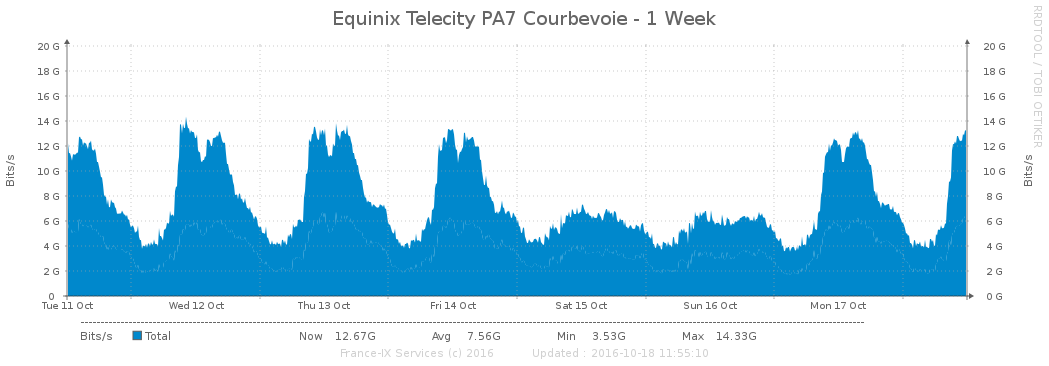 Equinix Telecity PA7 Courbevoie - 1 Week
RRDTOOL / TOBI OETIKER
Bits/s
Bits/s
20 G 20 G
18 G 18 G
16 G 16 G
14 G 14 G
12 G 12 G
10 G 10 G
8 G 8 G
6 G 6 G
4 G 4 G
2 G 2 G
0 0 G
Tue 11 Oct Wed 12 Oct Thu 13 Oct Fri 14 Oct Sat 15 Oct Sun 16 Oct Mon 17 Oct
Bits/s Total Now 12.67G Avg 7.56G Min 3.53G Max 14.33G
France-IX Services (c) 2016 Updated : 2016-10-18 11:55:10